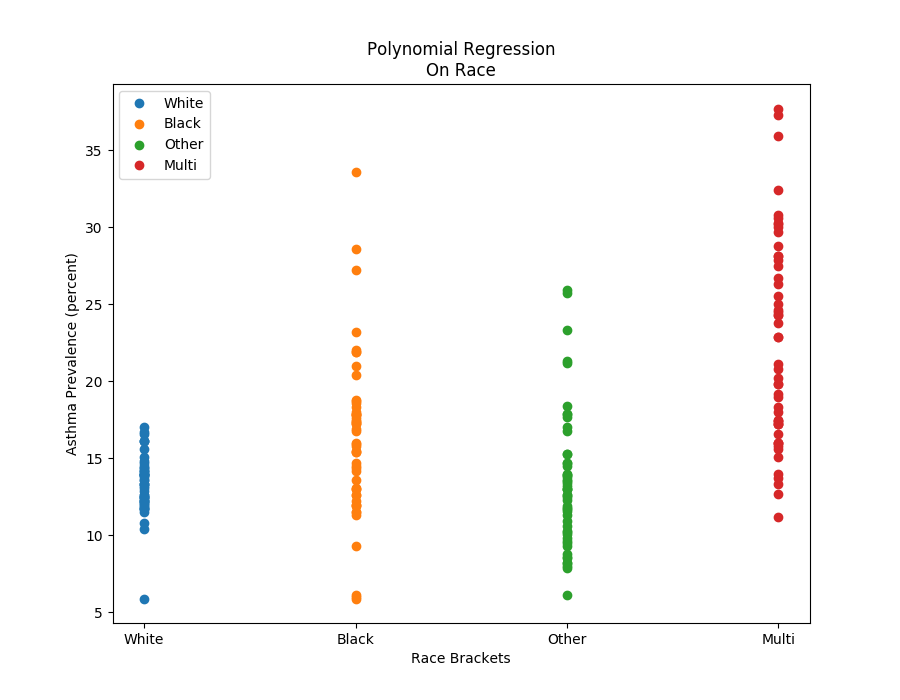 Polynomial Regression
On Race
White
Black
Other
Multi
Asthma Prevalence (percent)
35
30
25
20
15
10
5
White
Black
Other
Multi
Race Brackets